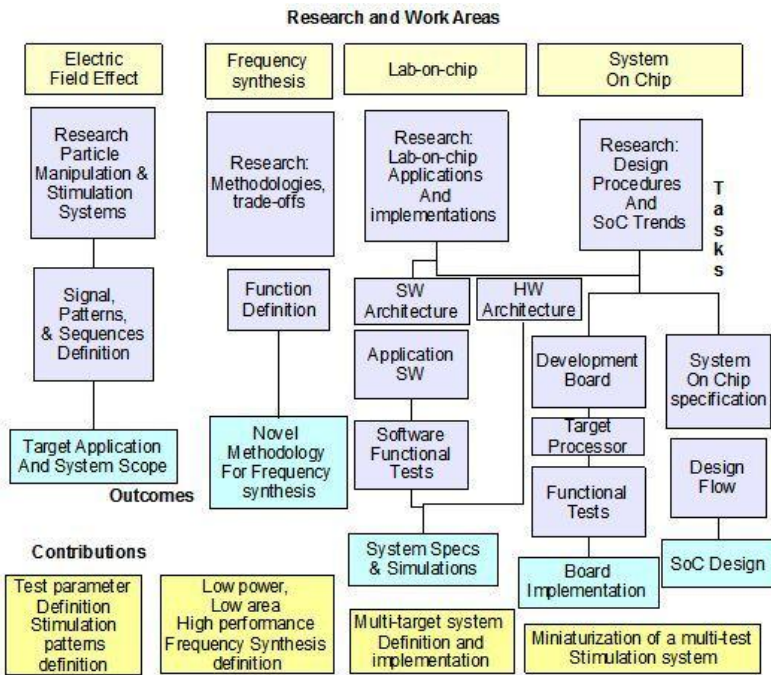 Research and Work Areas
Electric
Field Effect
Frequency
synthesis
Lab-on-chip
System
On Chip
Research
Particle
Manipulation &
Stimulation
Systems
Research:
Methodologies,
trade-offs
Research:
Lab-on-chip
Applications
And
implementations
Research:
Design
Procedures
And
SoC Trends
Tasks
Signal,
Patterns,
& Sequences
Definition
Function
Definition
SW
Architecture
HW
Architecture
Application
SW
Development
Board
System
On Chip
specification
Target Application
And System Scope
Novel
Methodology
For Frequency
synthesis
Software
Functional
Tests
Target
Processor
Design
Flow
Outcomes
Functional
Tests
System Specs
& Simulations
Board
Implementation
SoC Design
Contributions
Test parameter
Definition
Stimulation
patterns
definition
Low power,
Low area
High performance
Frequency Synthesis
definition
Multi-target system
Definition and
implementation
Miniaturization of a multi-test
Stimulation system